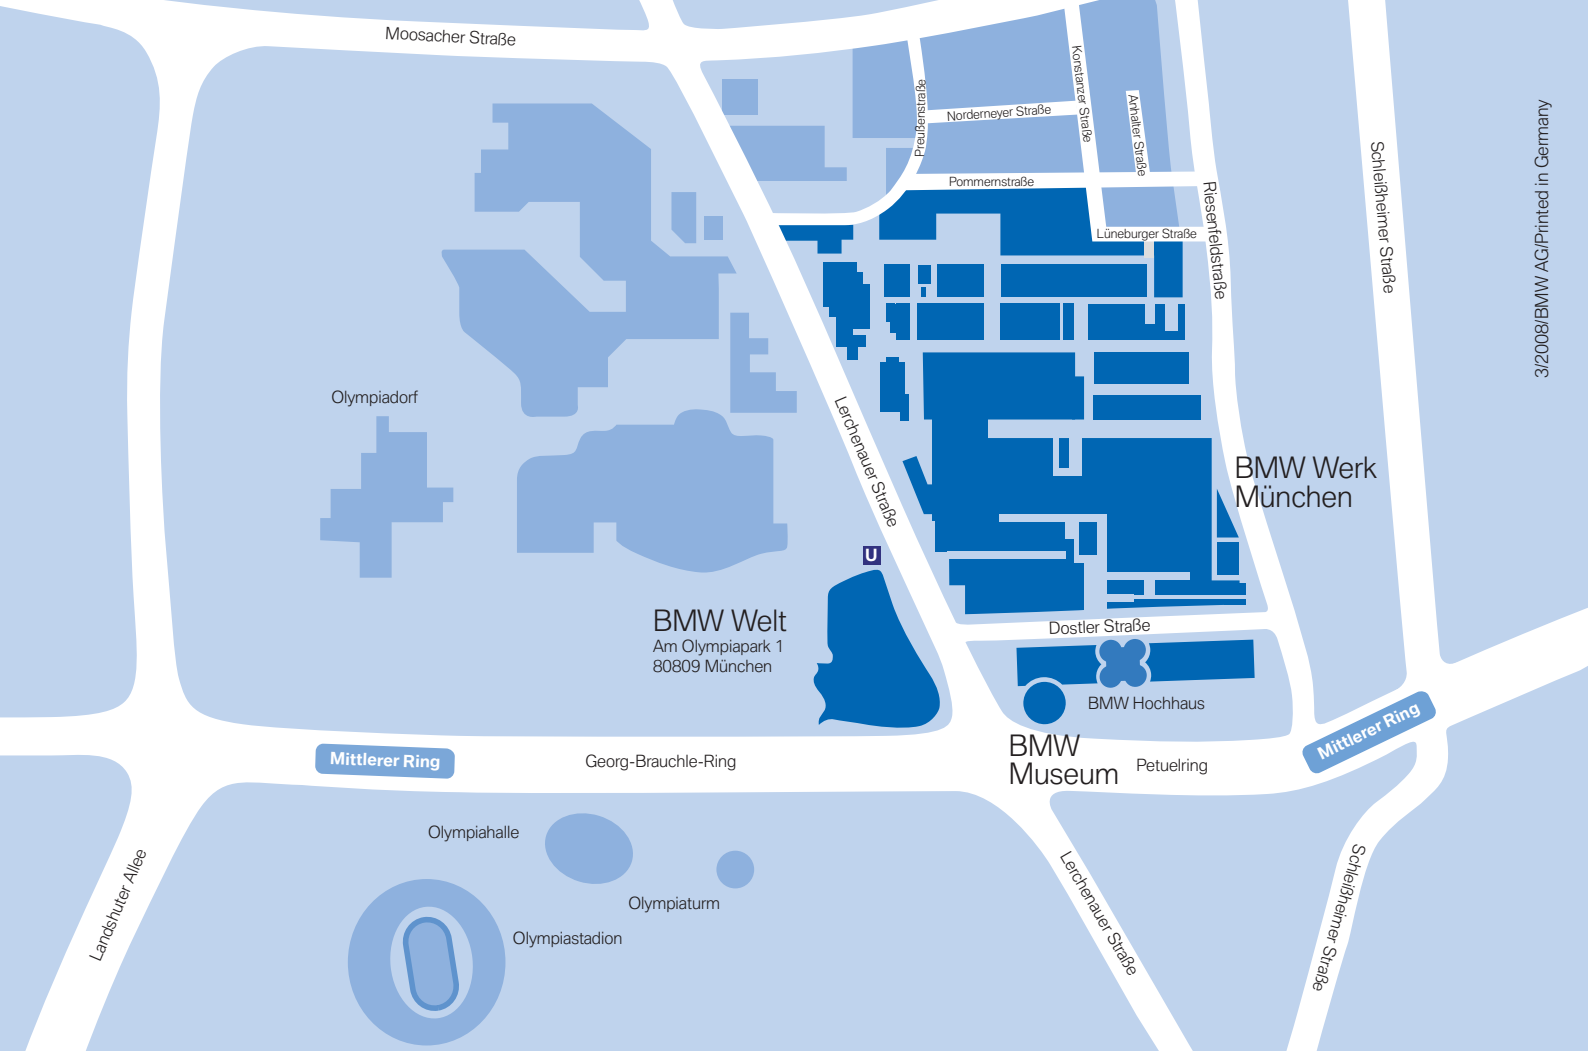 Moosacher Straße
Preußenstraße
Norderneyer Straße
Konstanzer Straße
Anhalter Straße
Pommernstraße
Lüneburger Straße
Riesenfeldstraße
Schleißheimer Straße
3/2008/BMW AG/Printed in Germany
Olympiadorf
Lerchenauer Straße
BMW Werk
München
U
BMW Welt
Am Olympiapark 1
80809 München
Dostler Straße
BMW Hochhaus
BMW
Museum
Mittlerer Ring
Georg-Brauchle-Ring
Petuelring
Mittlerer Ring
Olympiahalle
Olympiaturm
Olympiastadion
Landshuter Allee
Lerchenauer Straße
Schleißheimer Straße